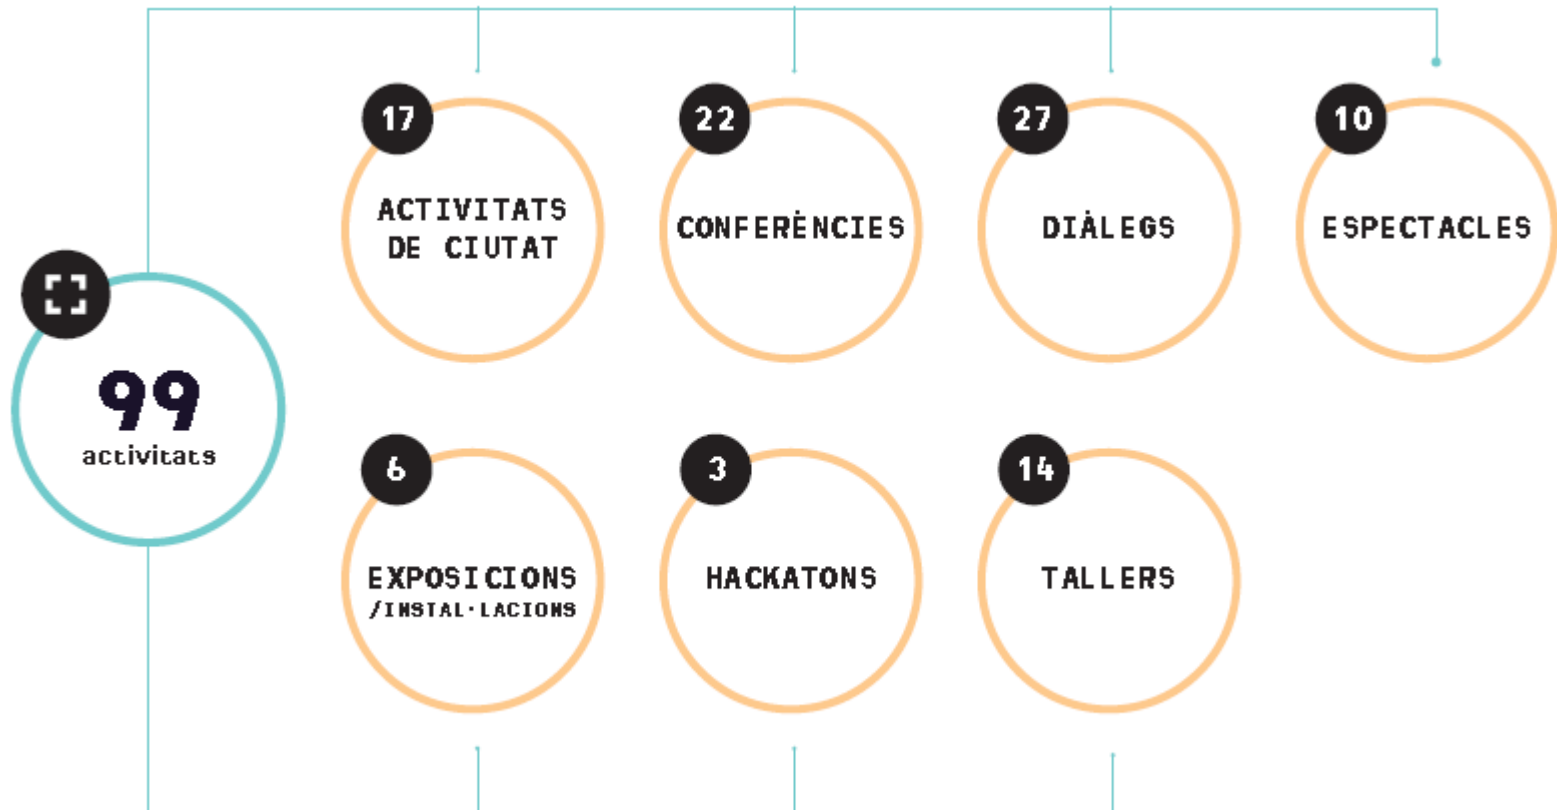 17
ACTIVITATS
DE CIUTAT
22
CONFERÈNCIES
27
DIÀLEGS
10
ESPECTACLES
99
activitats
6
EXPOSICIONS
/INSTAL·LACIONS
3
HACKATONS
14
TALLERS